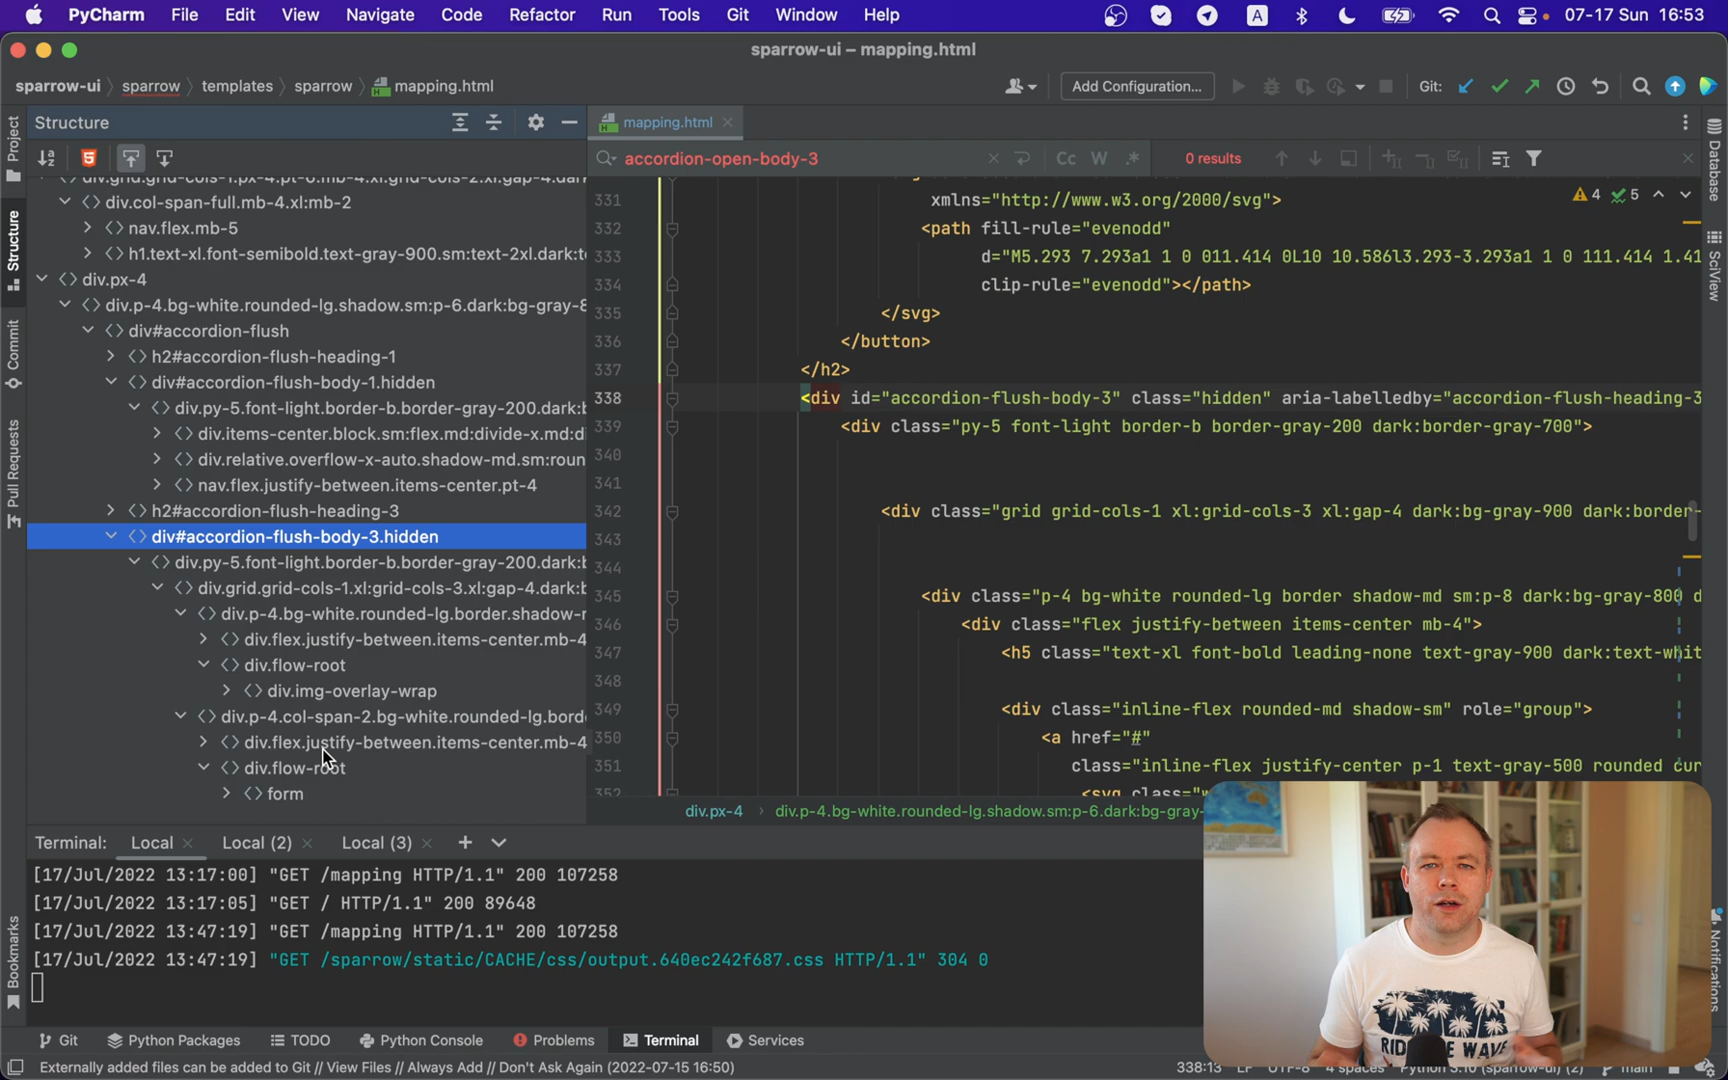 PyCharm File Edit View Navigate Code Refactor Run Tools Git Window Help A 07-17 Sun 16:53
sparrow-ui – mapping.html
sparrow-ui sparrow templates sparrow mapping.html Add Configuration... Git:
Structure
mapping.html
accordion-open-body-3 Cc W .* 0 results
Project
Structure
Commit
Pull Requests
Bookmarks
div.col-span-full.mb-4.xl:mb-2
nav.flex.mb-5
h1.text-xl.font-semibold.text-gray-900.sm:text-2xl.dark:t
div.px-4
div.p-4.bg-white.rounded-lg.shadow.sm:p-6.dark:bg-gray-8
div#accordion-flush
h2#accordion-flush-heading-1
div#accordion-flush-body-1.hidden
div.py-5.font-light.border-b.border-gray-200.dark:b
div.items-center.block.sm:flex.md:divide-x.md:di
div.relative.overflow-x-auto.shadow-md.sm:roun
nav.flex.justify-between.items-center.pt-4
h2#accordion-flush-heading-3
div#accordion-flush-body-3.hidden
div.py-5.font-light.border-b.border-gray-200.dark:b
div.grid.grid-cols-1.xl:grid-cols-3.xl:gap-4.dark:b
div.p-4.bg-white.rounded-lg.border.shadow-r
div.flex.justify-between.items-center.mb-4
div.flow-root
div.img-overlay-wrap
div.p-4.col-span-2.bg-white.rounded-lg.bord
div.flex.justify-between.items-center.mb-4
div.flow-root
form
4 5
331 xmlns="http://www.w3.org/2000/svg">
332 <path fill-rule="evenodd"
333 d="M5.293 7.293a1 1 0 011.414 0L10 10.586l3.293-3.293a1 1 0 111.414 1.41
334 clip-rule="evenodd"></path>
335 </svg>
336 </button>
337 </h2>
338 <div id="accordion-flush-body-3" class="hidden" aria-labelledby="accordion-flush-heading-3
339 <div class="py-5 font-light border-b border-gray-200 dark:border-gray-700">
340
341
342 <div class="grid grid-cols-1 xl:grid-cols-3 xl:gap-4 dark:bg-gray-900 dark:border-
343
344
345 <div class="p-4 bg-white rounded-lg border shadow-md sm:p-8 dark:bg-gray-800 d
346 <div class="flex justify-between items-center mb-4">
347 <h5 class="text-xl font-bold leading-none text-gray-900 dark:text-whit
348
349 <div class="inline-flex rounded-md shadow-sm" role="group">
350 <a href="#"
351 class="inline-flex justify-center p-1 text-gray-500 rounded cur
352 <svg
div.px-4 div.p-4.bg-white.rounded-lg.shadow.sm:p-6.dark:bg-gray-
Database
SciView
Notifications
Terminal: Local Local (2) Local (3)
[17/Jul/2022 13:17:00] "GET /mapping HTTP/1.1" 200 107258
[17/Jul/2022 13:17:05] "GET / HTTP/1.1" 200 89648
[17/Jul/2022 13:47:19] "GET /mapping HTTP/1.1" 200 107258
[17/Jul/2022 13:47:19] "GET /sparrow/static/CACHE/css/output.640ec242f687.css HTTP/1.1" 304 0
Git Python Packages TODO Python Console Problems Terminal Services
Externally added files can be added to Git // View Files // Always Add // Don't Ask Again (2022-07-15 16:50) 338:13